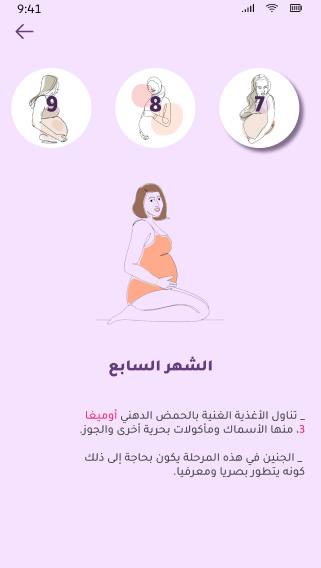 9:41
7
8
9
الشهر السابع
_ تناول الأغذية الغنية بالحمض الدهني أوميغا
3. منها الأسماك ومأكولات بحرية أخرى والجوز.
_ الجنين في هذه المرحلة يكون بحاجة إلى ذلك
كونه يتطور بصريا ومعرفيا.